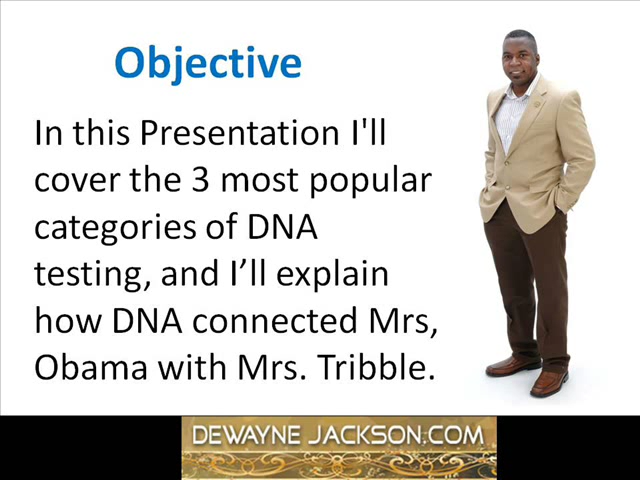 Objective
In this Presentation I'll
cover the 3 most popular
categories of DNA
testing, and I’ll explain
how DNA connected Mrs,
Obama with Mrs. Tribble.
DEWAYNE JACKSON.COM